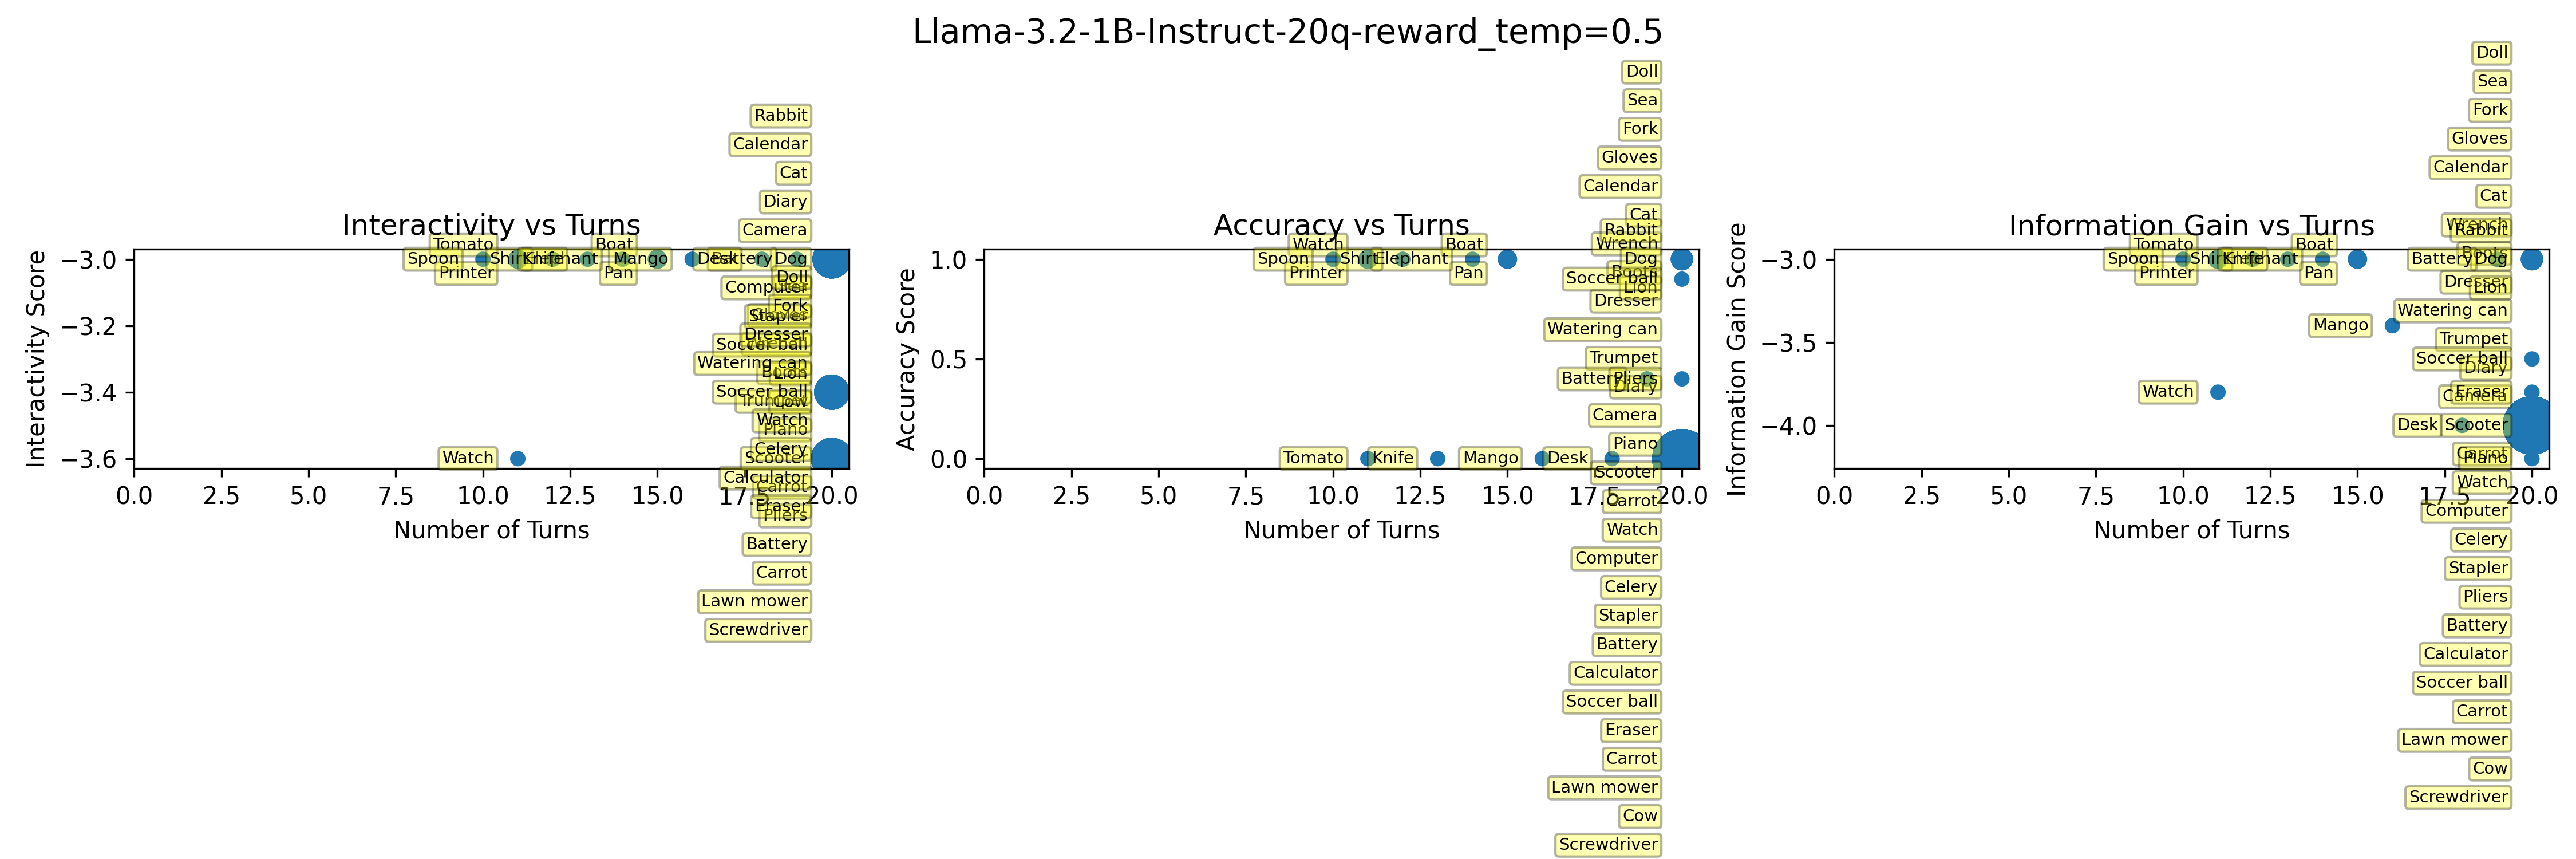 Llama-3.2-1B-Instruct-20q-reward_temp=0.5
Interactivity vs Turns
Interactivity Score
−3.0
−3.2
−3.4
−3.6
0.0 2.5 5.0 7.5 10.0 12.5 15.0 17.5 20.0
Number of Turns
Rabbit
Calendar
Cat
Diary
Camera
Tomato
Boat
Spoon
Shirt
Knife
Elephant
Mango
Desk
Battery
Dog
Printer
Pan
Doll
Computer
Fork
Stapler
Dresser
Soccer ball
Watering can
Lion
Soccer ball
Trumpet
Cow
Watch
Piano
Celery
Watch
Scooter
Calculator
Carrot
Eraser
Pliers
Battery
Carrot
Lawn mower
Screwdriver
Accuracy vs Turns
Accuracy Score
1.0
0.5
0.0
0.0 2.5 5.0 7.5 10.0 12.5 15.0 17.5 20.0
Number of Turns
Doll
Sea
Fork
Gloves
Calendar
Cat
Rabbit
Wrench
Watch
Boat
Spoon
Shirt
Elephant
Dog
Printer
Pan
Boots
Soccer ball
Lion
Dresser
Watering can
Trumpet
Battery
Pliers
Diary
Camera
Piano
Tomato
Knife
Mango
Desk
Scooter
Carrot
Watch
Computer
Celery
Stapler
Battery
Calculator
Soccer ball
Eraser
Carrot
Lawn mower
Cow
Screwdriver
Information Gain vs Turns
Information Gain Score
−3.0
−3.5
−4.0
0.0 2.5 5.0 7.5 10.0 12.5 15.0 17.5 20.0
Number of Turns
Doll
Sea
Fork
Gloves
Calendar
Cat
Wrench
Rabbit
Tomato
Boat
Boots
Spoon
Shirt
Knife
Elephant
Battery
Dog
Printer
Pan
Dresser
Lion
Watering can
Mango
Trumpet
Soccer ball
Diary
Watch
Eraser
Camera
Desk
Scooter
Carrot
Piano
Watch
Computer
Celery
Stapler
Pliers
Battery
Calculator
Soccer ball
Carrot
Lawn mower
Cow
Screwdriver